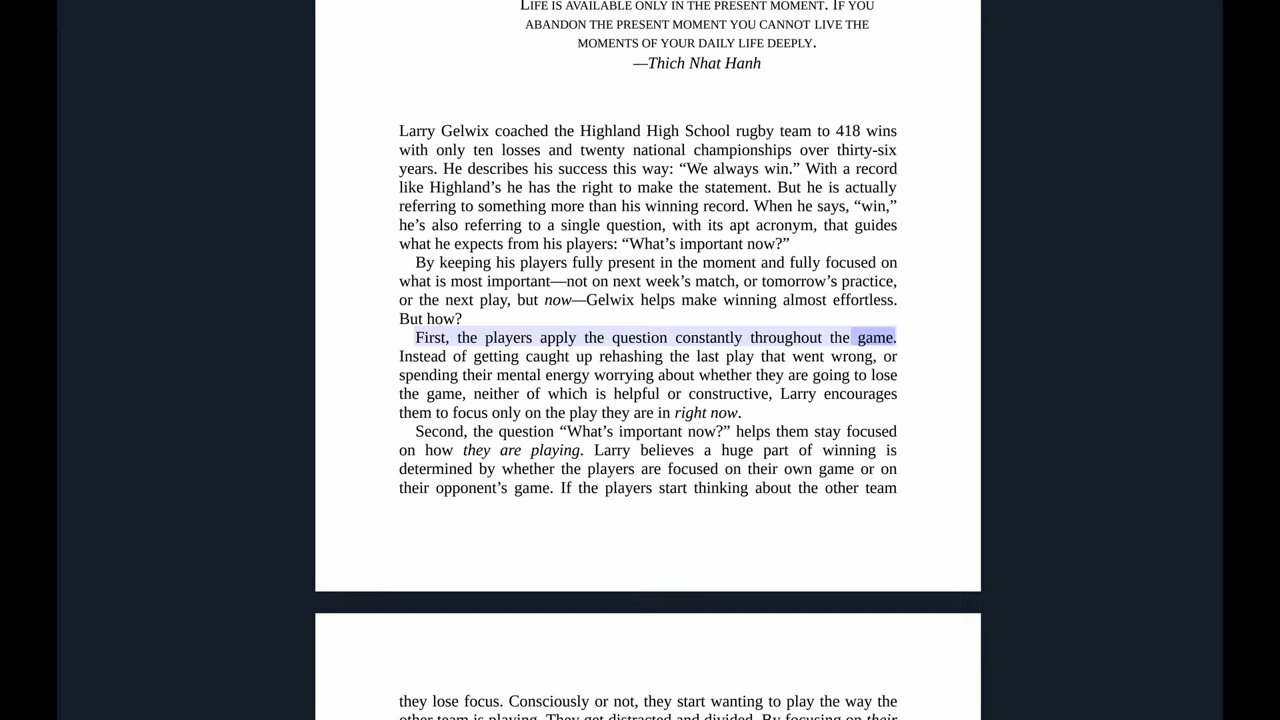 LIFE IS AVAILABLE ONLY IN THE PRESENT MOMENT. IF YOU
ABANDON THE PRESENT MOMENT YOU CANNOT LIVE THE
MOMENTS OF YOUR DAILY LIFE DEEPLY.
—Thich Nhat Hanh
Larry Gelwix coached the Highland High School rugby team to 418 wins
with only ten losses and twenty national championships over thirty-six
years. He describes his success this way: “We always win.” With a record
like Highland’s he has the right to make the statement. But he is actually
referring to something more than his winning record. When he says, “win,”
he’s also referring to a single question, with its apt acronym, that guides
what he expects from his players: “What’s important now?”
By keeping his players fully present in the moment and fully focused on
what is most important—not on next week’s match, or tomorrow’s practice,
or the next play, but now—Gelwix helps make winning almost effortless.
But how?
First, the players apply the question constantly throughout the game.
Instead of getting caught up rehashing the last play that went wrong, or
spending their mental energy worrying about whether they are going to lose
the game, neither of which is helpful or constructive, Larry encourages
them to focus only on the play they are in right now.
Second, the question “What’s important now?” helps them stay focused
on how they are playing. Larry believes a huge part of winning is
determined by whether the players are focused on their own game or on
their opponent’s game. If the players start thinking about the other team
they lose focus. Consciously or not, they start wanting to play the way the
other team is playing. They get distracted and divided. By focusing on their